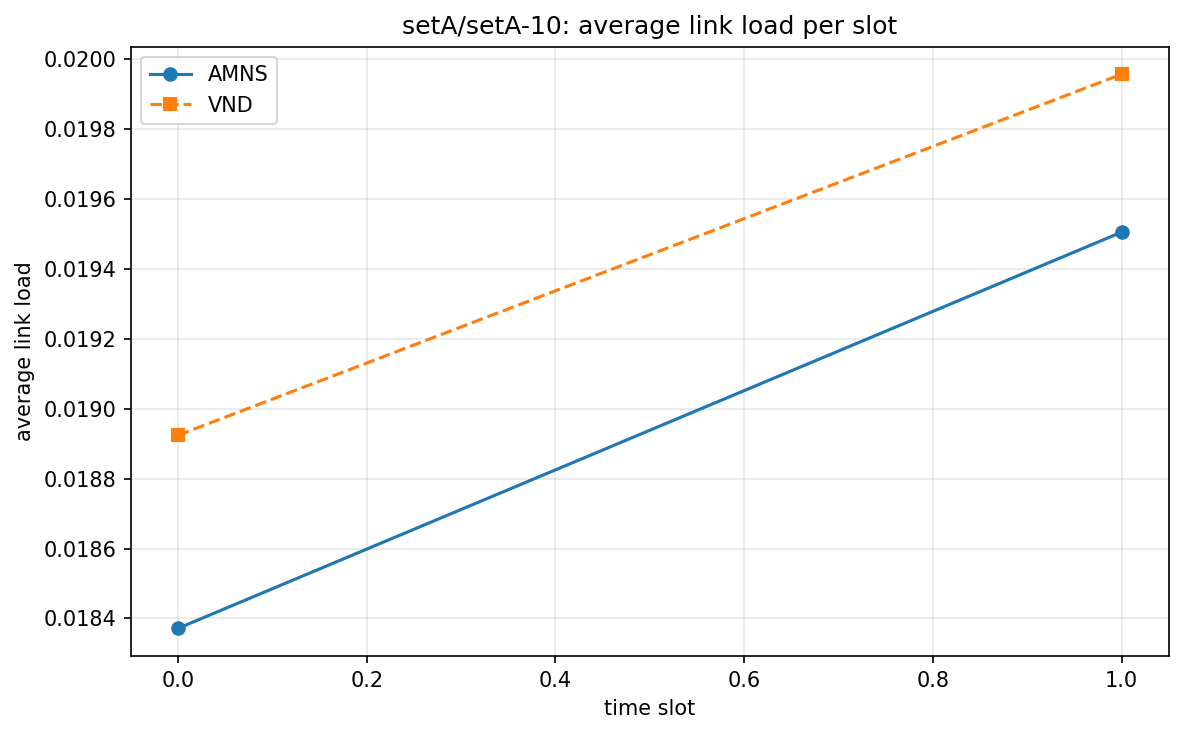 setA/setA-10: average link load per slot
AMNS
VND
average link load
0.0200
0.0198
0.0196
0.0194
0.0192
0.0190
0.0188
0.0186
0.0184
0.0 0.2 0.4 0.6 0.8 1.0
time slot